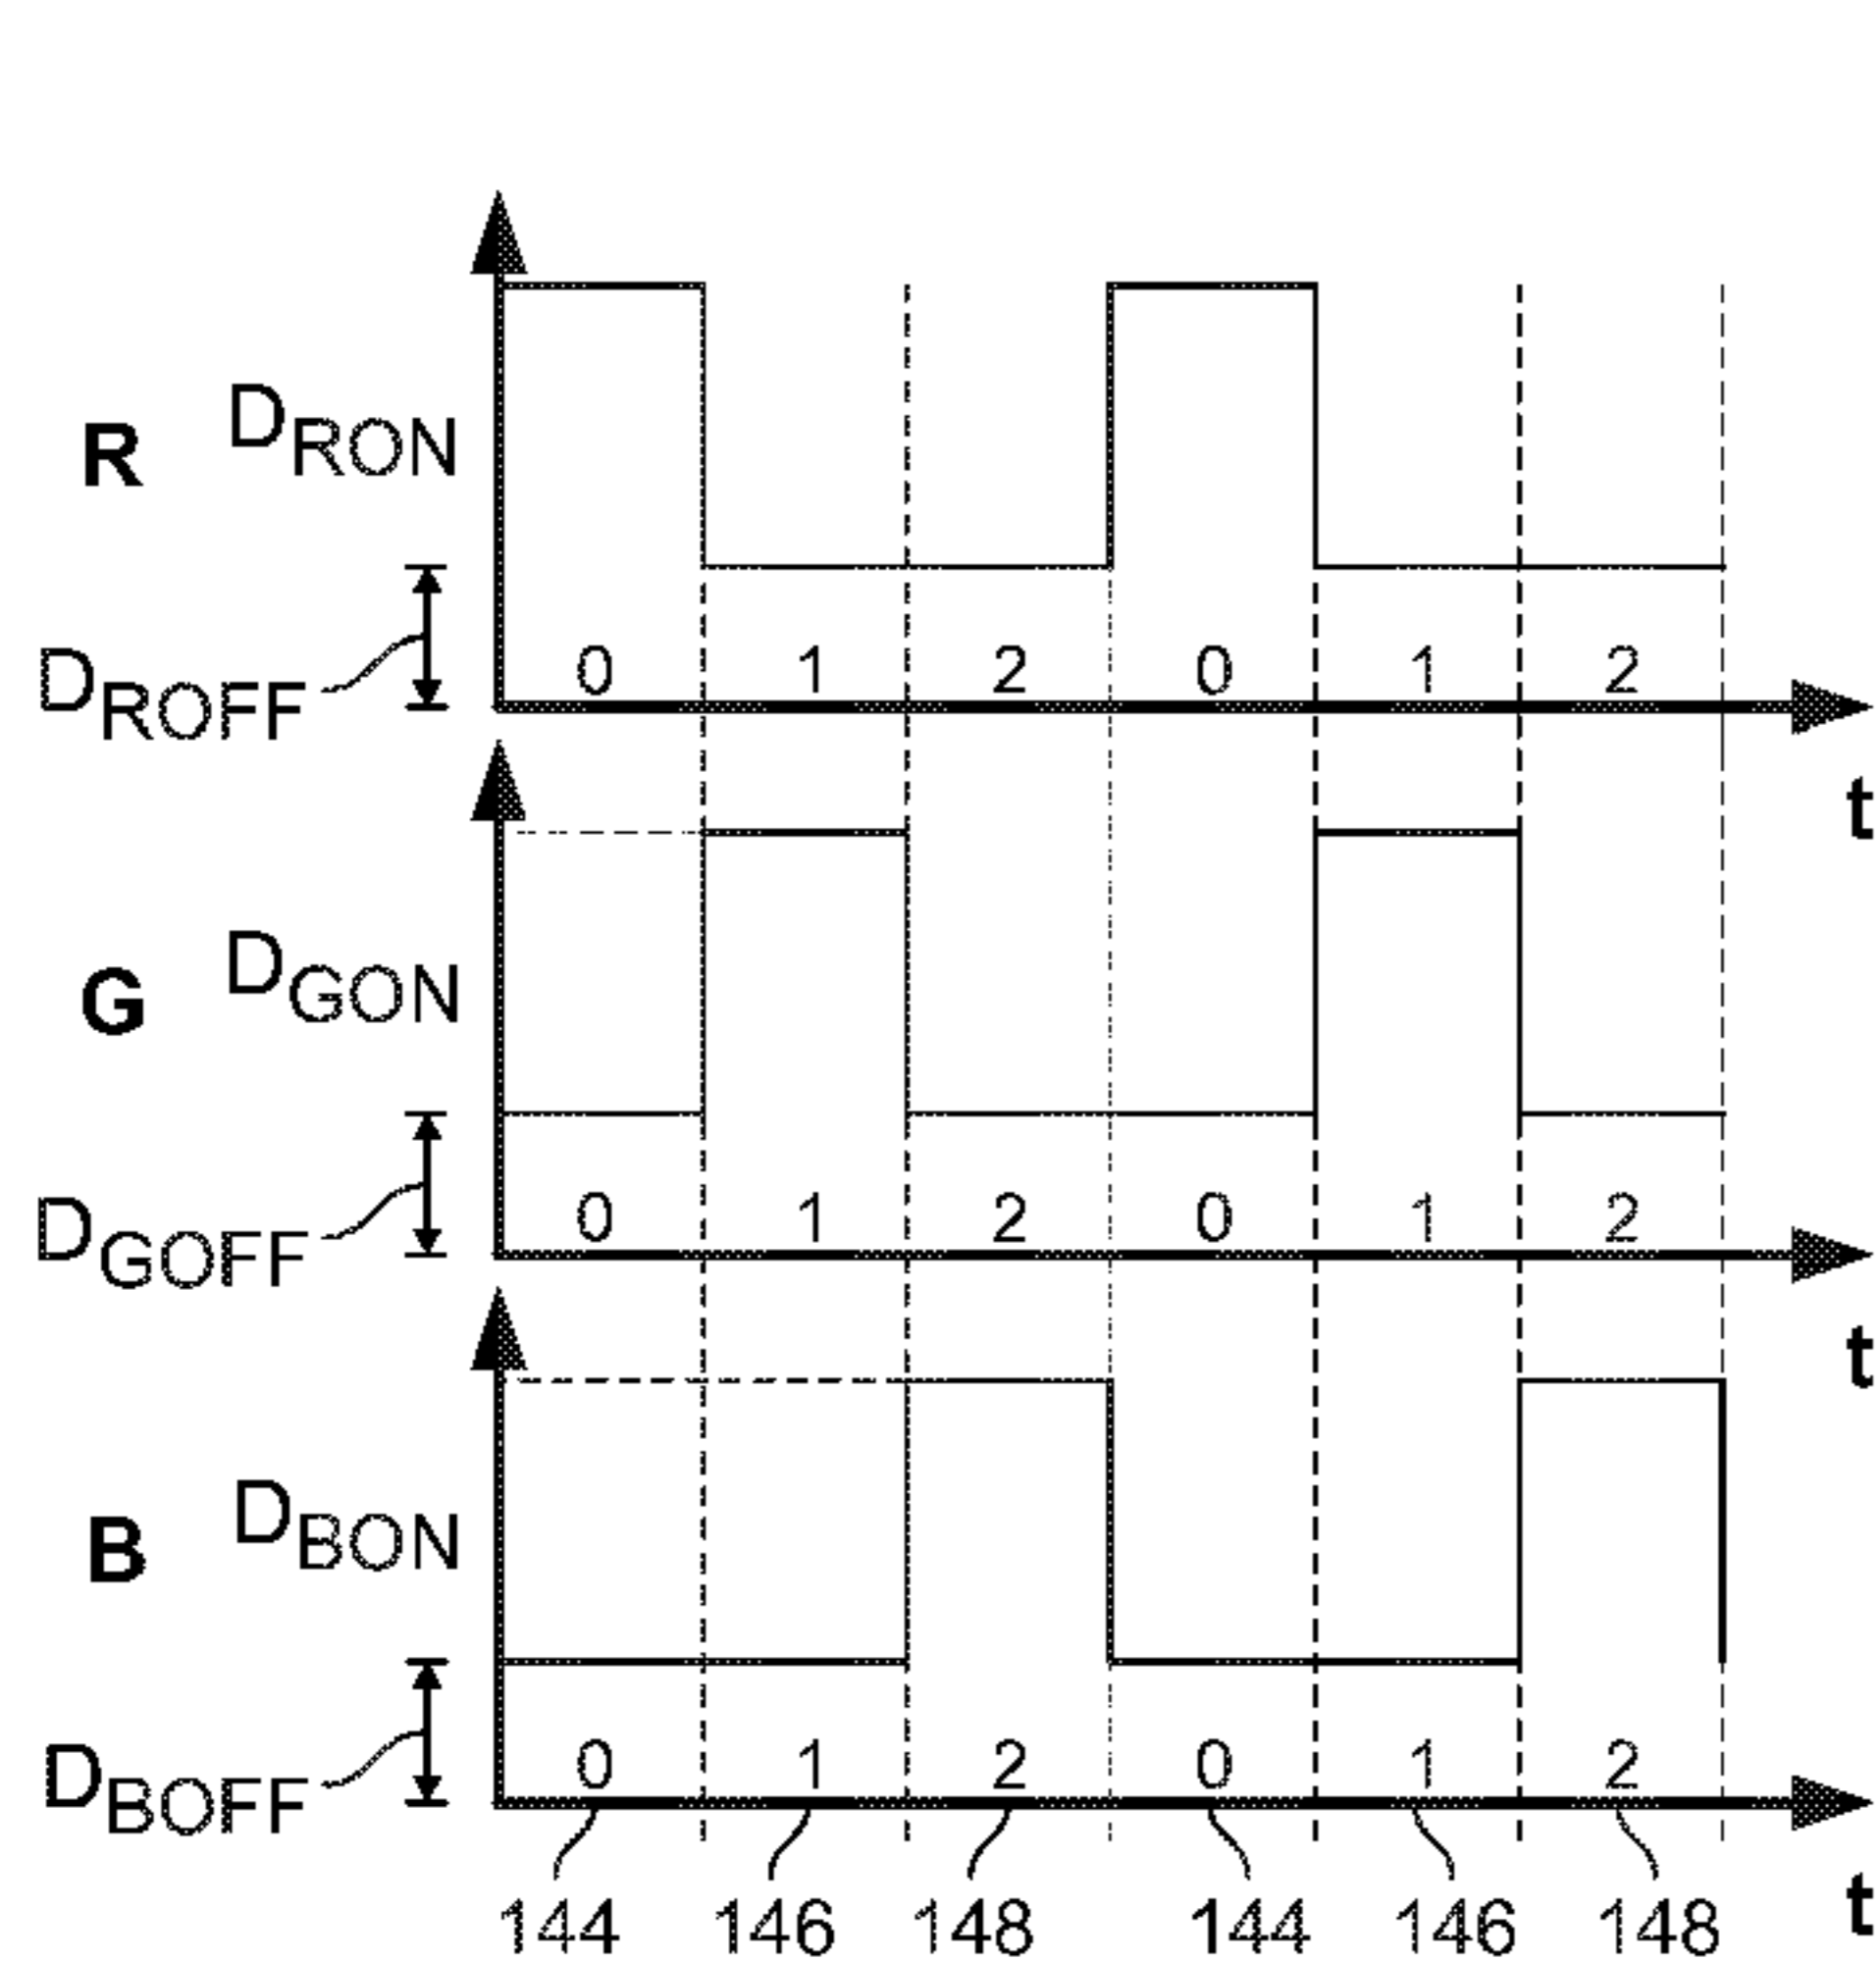 R D_RON
D_ROFF 0 1 2 0 1 2
t
G D_GON
D_GOFF 0 1 2 0 1 2
t
B D_BON
D_BOFF 0 1 2 0 1 2
144 146 148 144 146 148 t